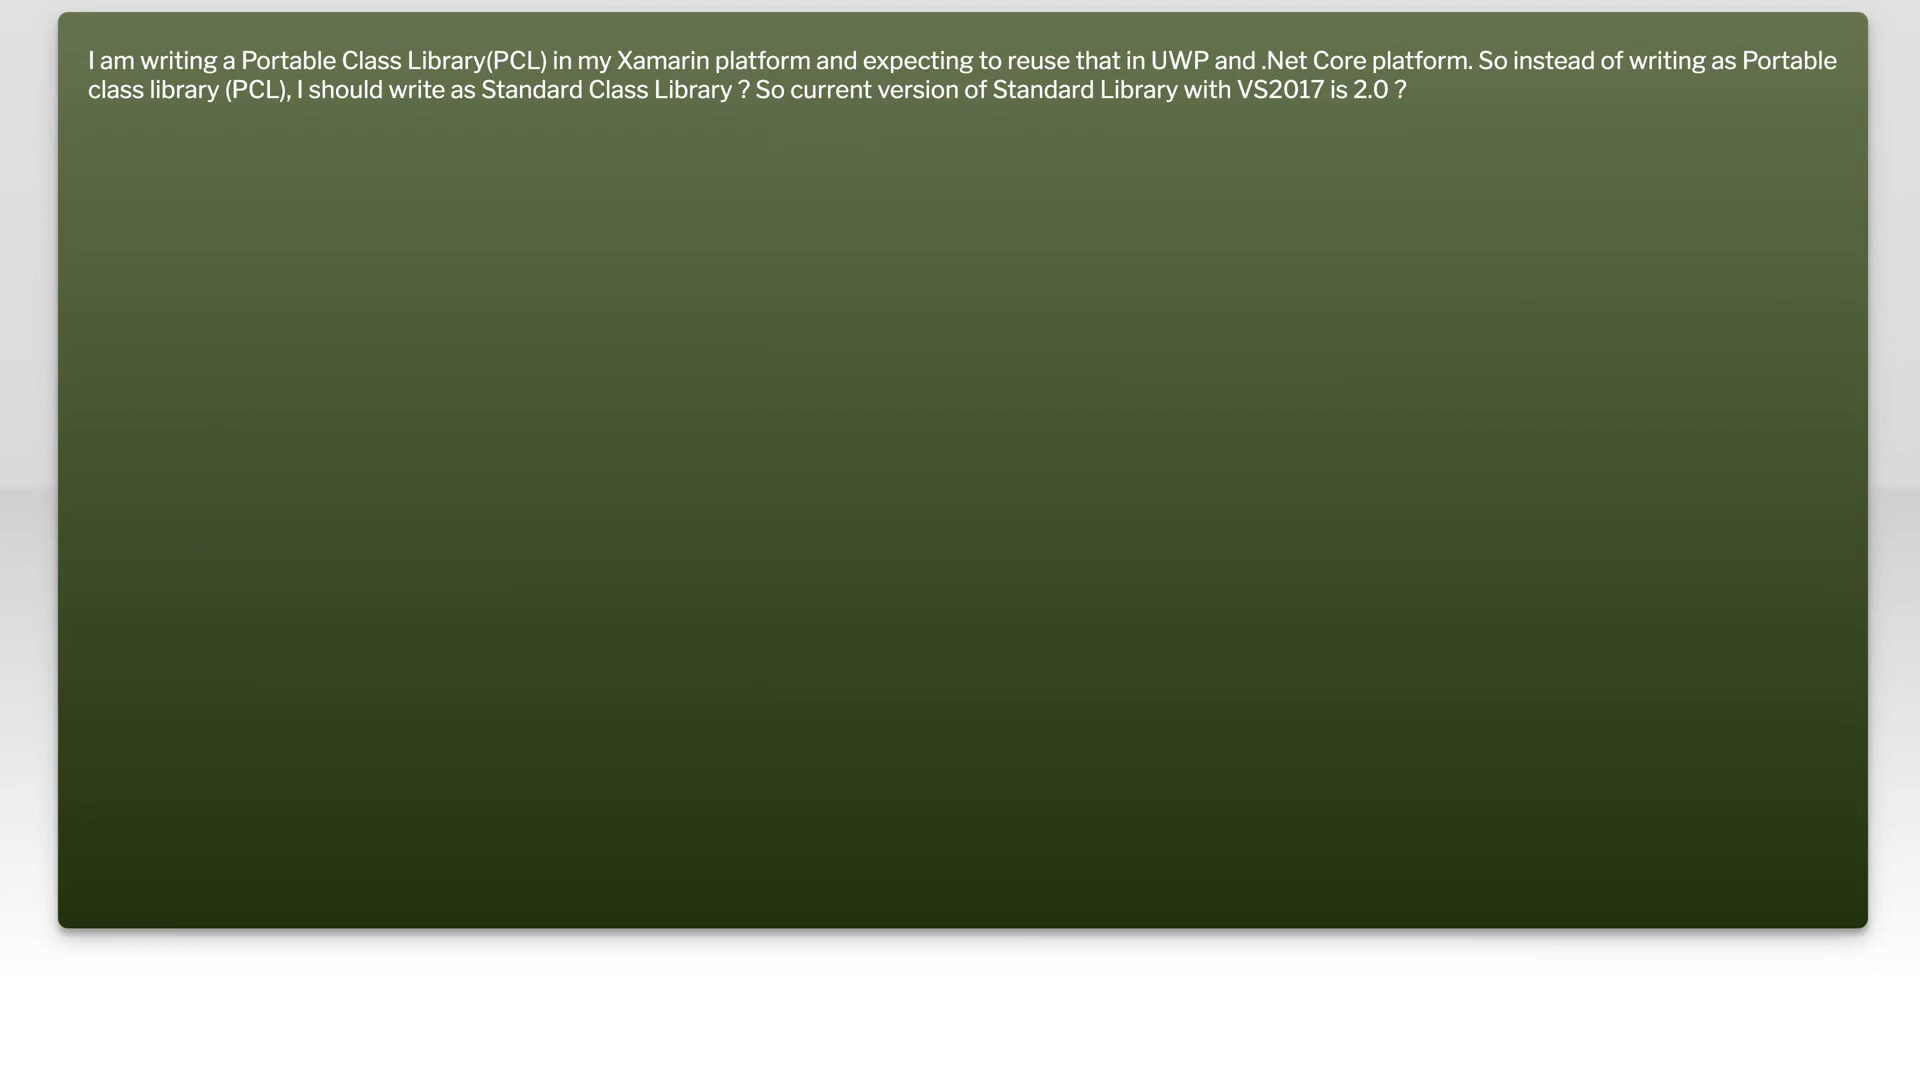 I am writing a Portable Class Library(PCL) in my Xamarin platform and expecting to reuse that in UWP and .Net Core platform. So instead of writing as Portable
class library (PCL), I should write as Standard Class Library ? So current version of Standard Library with VS2017 is 2.0 ?